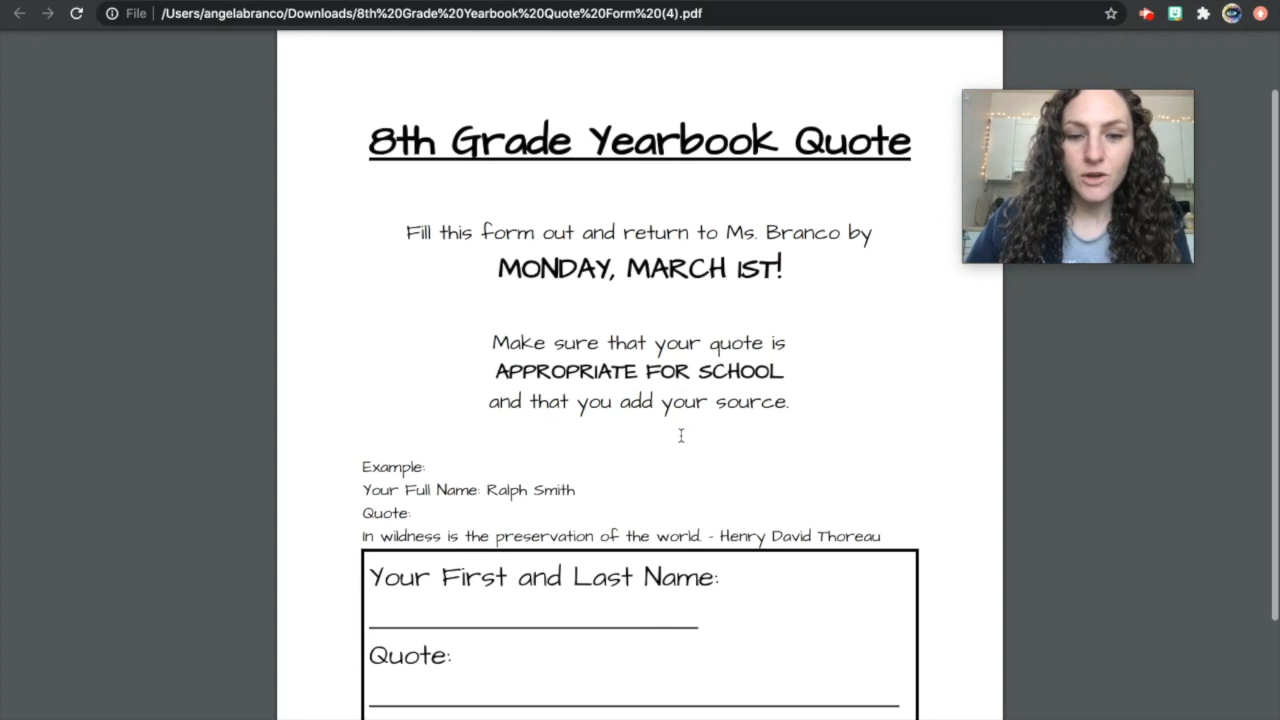 File
/Users/angelabranco/Downloads/8th%20Grade%20Yearbook%20Quote%20Form%20(4).pdf
8th Grade Yearbook Quote
Fill this form out and return to Ms. Branco by
MONDAY, MARCH 1ST!
Make sure that your quote is
APPROPRIATE FOR SCHOOL
and that you add your source.
Example:
Your Full Name: Ralph Smith
Quote:
In wildness is the preservation of the world. - Henry David Thoreau
Your First and Last Name:
Quote: